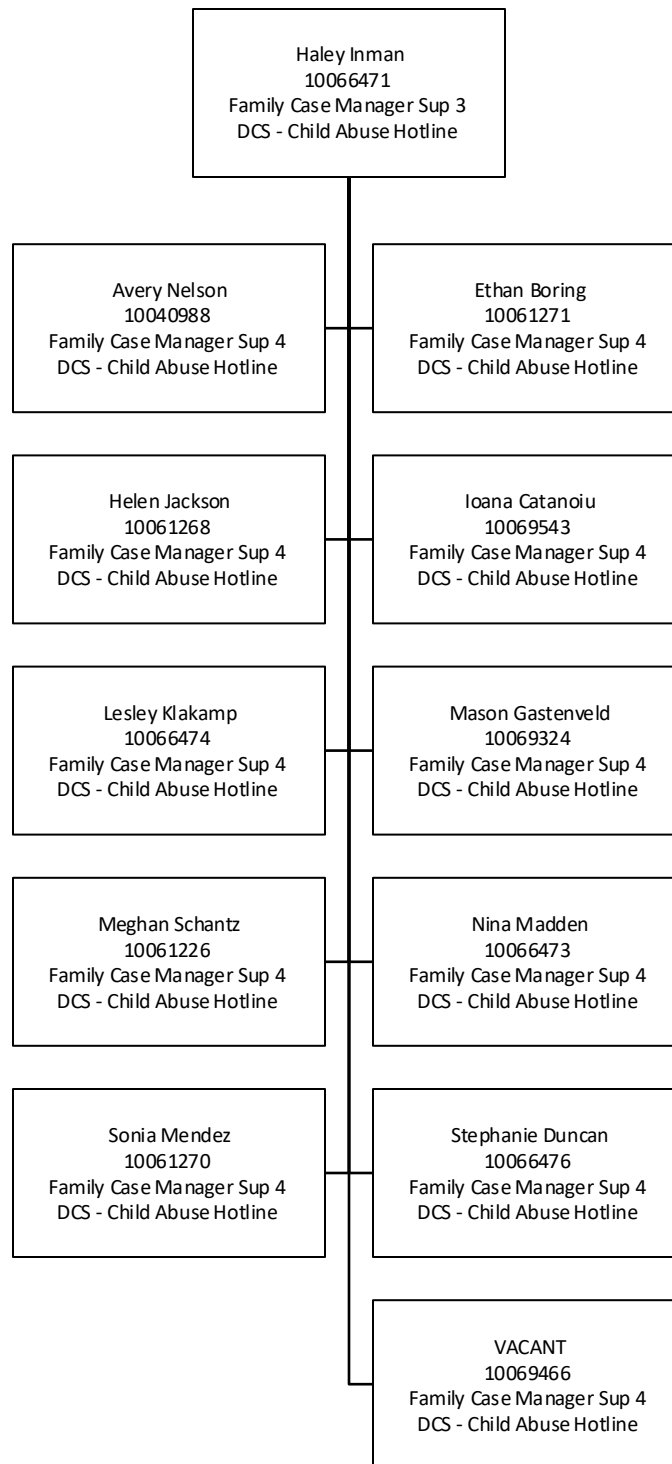 Haley Inman
10066471
Family Case Manager Sup 3
DCS - Child Abuse Hotline
Avery Nelson
10040988
Family Case Manager Sup 4
DCS - Child Abuse Hotline
Ethan Boring
10061271
Family Case Manager Sup 4
DCS - Child Abuse Hotline
Helen Jackson
10061268
Family Case Manager Sup 4
DCS - Child Abuse Hotline
Ioana Catanoiu
10069543
Family Case Manager Sup 4
DCS - Child Abuse Hotline
Lesley Klakamp
10066474
Family Case Manager Sup 4
DCS - Child Abuse Hotline
Mason Gastenveld
10069324
Family Case Manager Sup 4
DCS - Child Abuse Hotline
Meghan Schantz
10061226
Family Case Manager Sup 4
DCS - Child Abuse Hotline
Nina Madden
10066473
Family Case Manager Sup 4
DCS - Child Abuse Hotline
Sonia Mendez
10061270
Family Case Manager Sup 4
DCS - Child Abuse Hotline
Stephanie Duncan
10066476
Family Case Manager Sup 4
DCS - Child Abuse Hotline
VACANT
10069466
Family Case Manager Sup 4
DCS - Child Abuse Hotline